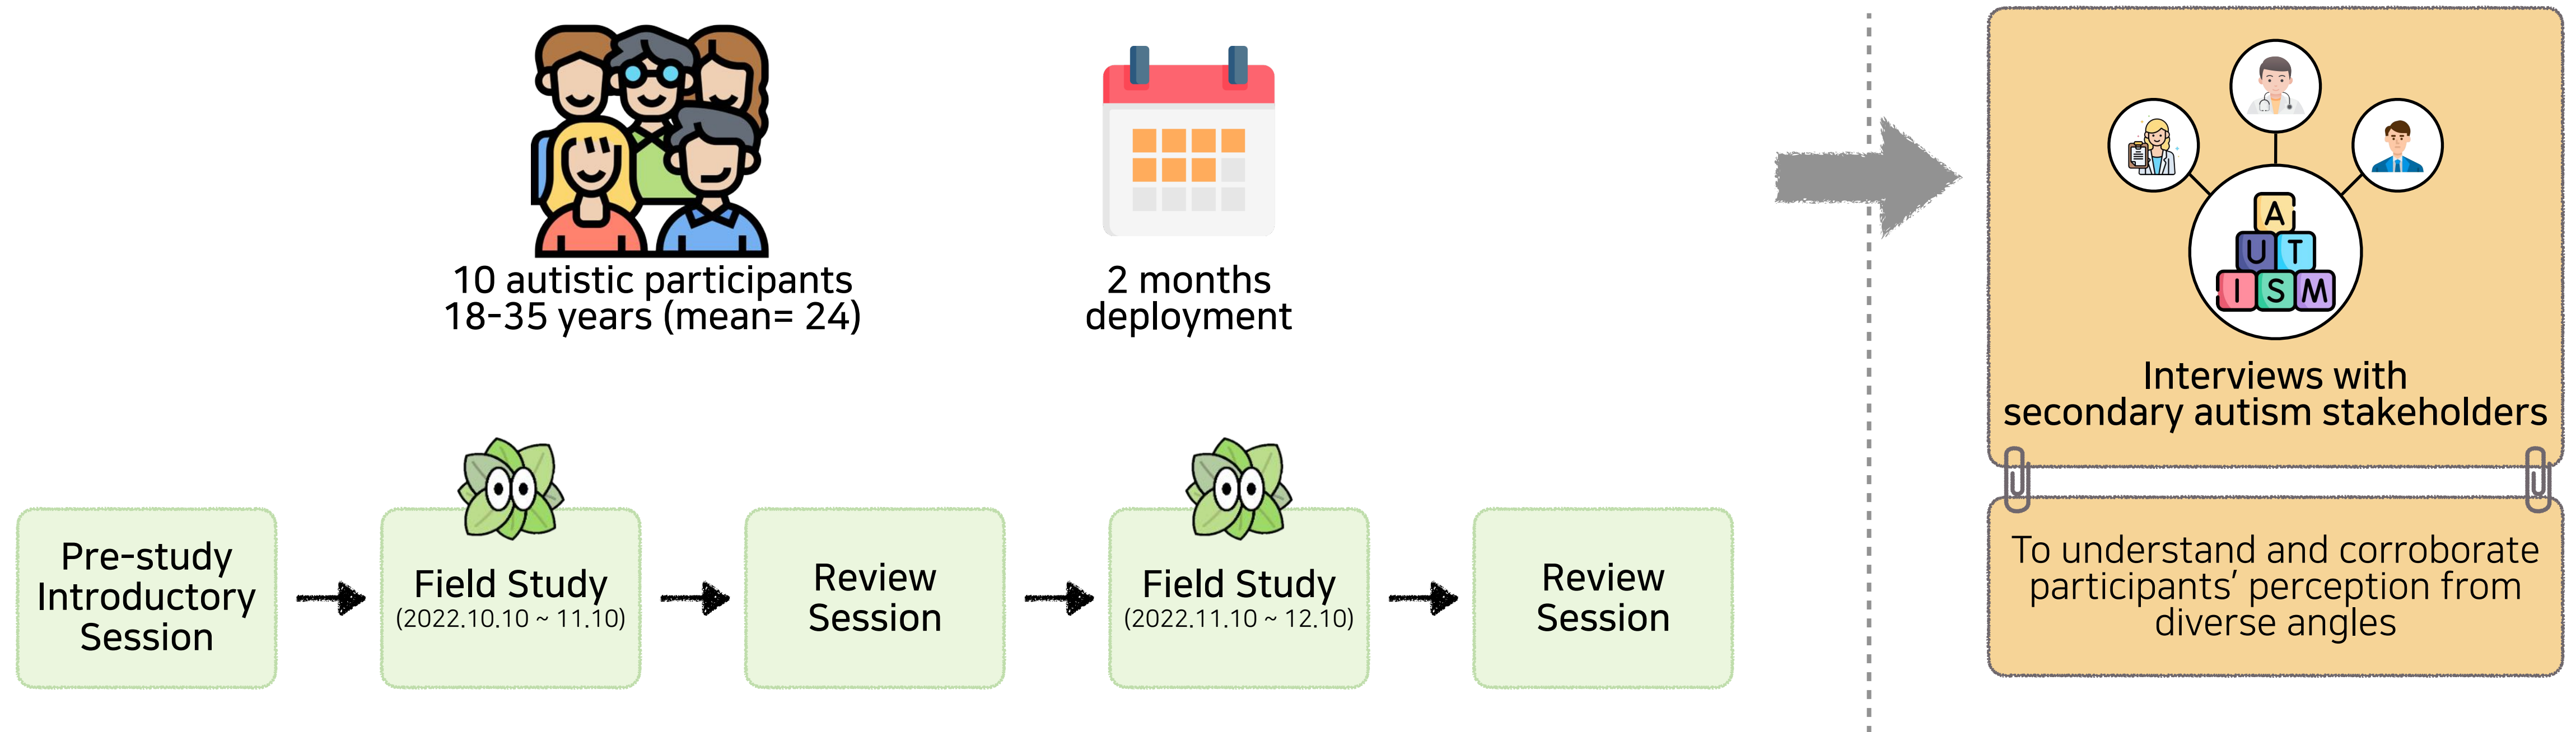 10 autistic participants
18-35 years (mean= 24)
2 months
deployment
Pre-study
Introductory
Session
Field Study
(2022.10.10 ~ 11.10)
Review
Session
Field Study
(2022.11.10 ~ 12.10)
Review
Session
A
U T
I S M
Interviews with
secondary autism stakeholders
To understand and corroborate
participants’ perception from
diverse angles